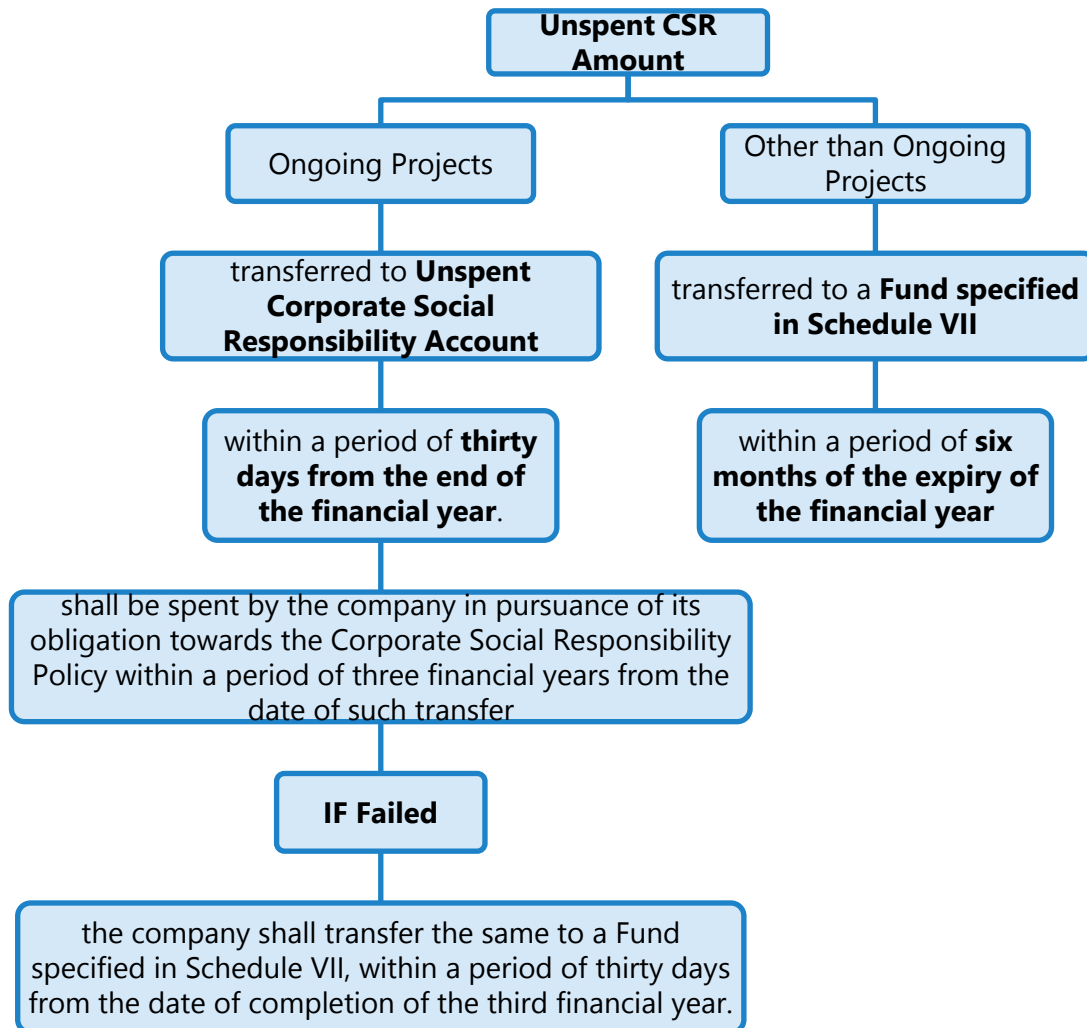 Unspent CSR
Amount
Ongoing Projects
Other than Ongoing
Projects
transferred to Unspent
Corporate Social
Responsibility Account
transferred to a Fund specified
in Schedule VII
within a period of thirty
days from the end of
the financial year.
within a period of six
months of the expiry of
the financial year
shall be spent by the company in pursuance of its
obligation towards the Corporate Social Responsibility
Policy within a period of three financial years from the
date of such transfer
IF Failed
the company shall transfer the same to a Fund
specified in Schedule VII, within a period of thirty days
from the date of completion of the third financial year.